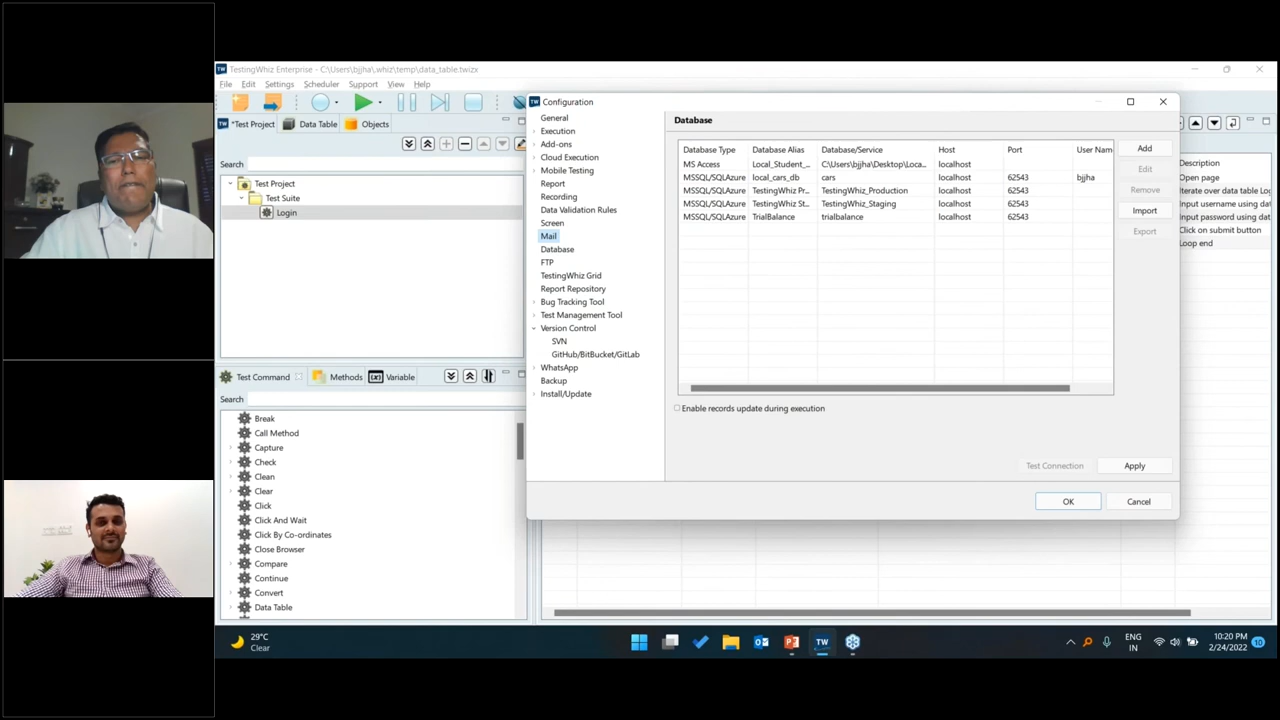 TestingWhiz Enterprise - C:\Users\bjjha\.whiz\temp\data_table.twizx
File Edit Settings Scheduler Support View Help
*Test Project Data Table Objects
Search
Test Project
Test Suite
Login
Test Command Methods (x) Variable
Search
Break
Call Method
Capture
Check
Clean
Clear
Click
Click And Wait
Click By Co-ordinates
Close Browser
Compare
Continue
Convert
Data Table
TW Configuration
General
Execution
Add-ons
Cloud Execution
Mobile Testing
Report
Recording
Data Validation Rules
Screen
Mail
Database
FTP
TestingWhiz Grid
Report Repository
Bug Tracking Tool
Test Management Tool
Version Control
SVN
GitHub/BitBucket/GitLab
WhatsApp
Backup
Install/Update
Database
Database Type Database Alias Database/Service Host Port User Nam
MS Access Local_Student_... C:\Users\bjjha\Desktop\Loca... localhost
MSSQL/SQLAzure local_cars_db cars localhost 62543 bjjha
MSSQL/SQLAzure TestingWhiz Pr... TestingWhiz_Production localhost 62543
MSSQL/SQLAzure TestingWhiz St... TestingWhiz_Staging localhost 62543
MSSQL/SQLAzure TrialBalance trialbalance localhost 62543
Add
Edit
Remove
Import
Export
Enable records update during execution
Test Connection Apply
OK Cancel
Description
Open page
Iterate over data table Log
Input username using dat
Input password using dat
Click on submit button
Loop end
29°C
Clear
TW
ENG
IN
10:20 PM
2/24/2022
10